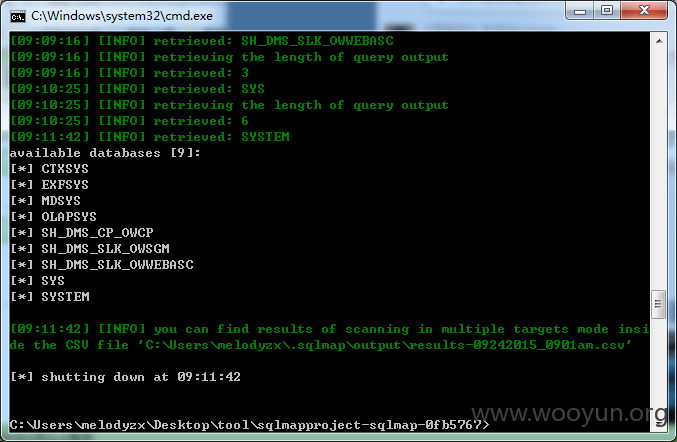 C:\Windows\system32\cmd.exe
[09:09:16] [INFO] retrieved: SH_DMS_SLK_OWWEBASC
[09:09:16] [INFO] retrieving the length of query output
[09:09:16] [INFO] retrieved: 3
[09:10:25] [INFO] retrieved: SYS
[09:10:25] [INFO] retrieving the length of query output
[09:10:25] [INFO] retrieved: 6
[09:11:42] [INFO] retrieved: SYSTEM
available databases [9]:
[*] CTXSYS
[*] EXFSYS
[*] MDSYS
[*] OLAPSYS
[*] SH_DMS_CP_OWCP
[*] SH_DMS_SLK_OWSGM
[*] SH_DMS_SLK_OWWEBASC
[*] SYS
[*] SYSTEM
[09:11:42] [INFO] you can find results of scanning in multiple targets mode insi
de the CSV file 'C:\Users\melodyzx\.sqlmap\output\results-09242015_0901am.csv'
[*] shutting down at 09:11:42
www.wooyun.org
C:\Users\melodyzx\Desktop\tool\sqlmapproject-sqlmap-0fb5767>